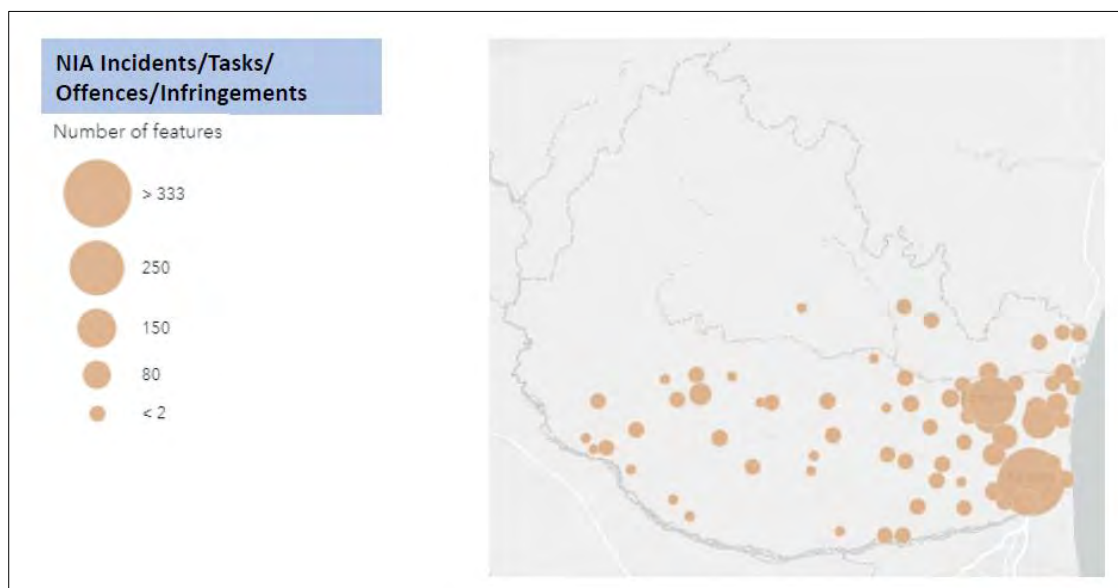 NIA Incidents/Tasks/
Offences/Infringements
Number of features
> 333
250
150
80
< 2